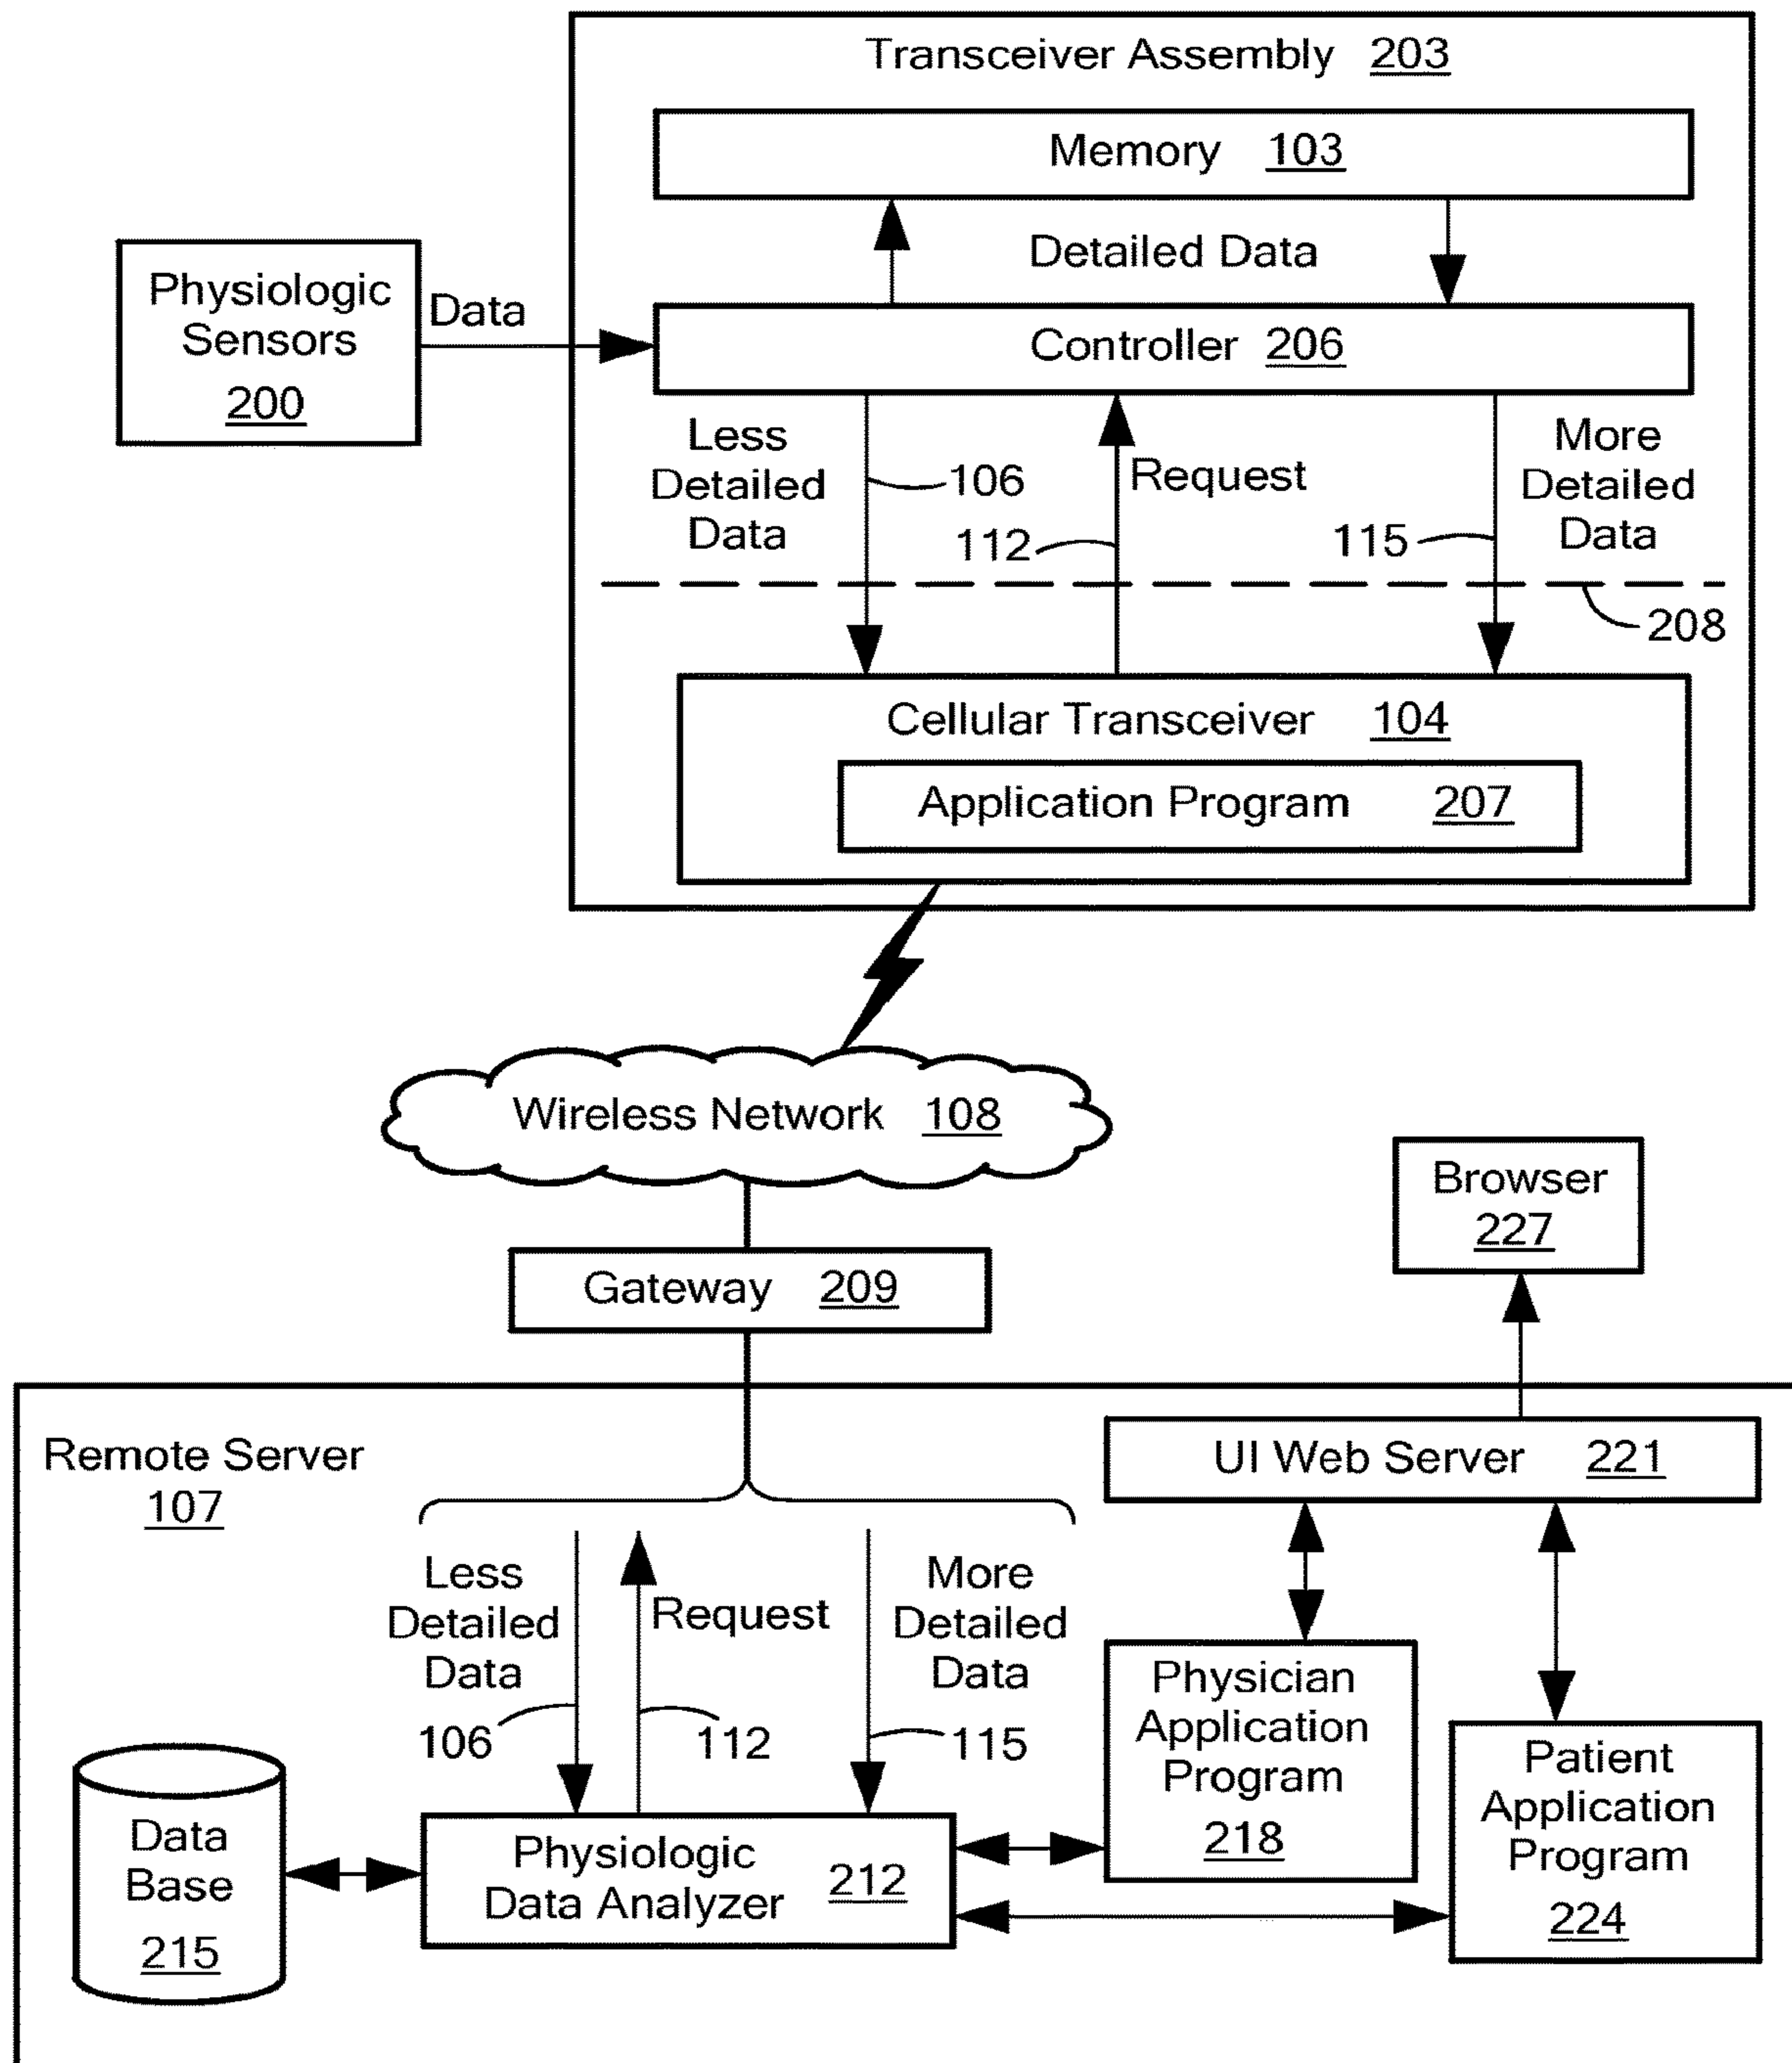 Transceiver Assembly 203
Memory 103
Detailed Data
Physiologic
Sensors
200
Data
Controller 206
Less
Detailed
Data
106
Request
112
More
Detailed
Data
115
208
Cellular Transceiver 104
Application Program 207
Wireless Network 108
Gateway 209
Browser
227
Remote Server
107
UI Web Server 221
Less
Detailed
Data
106
Request
112
More
Detailed
Data
115
Physician
Application
Program
218
Patient
Application
Program
224
Data
Base
215
Physiologic
Data Analyzer 212